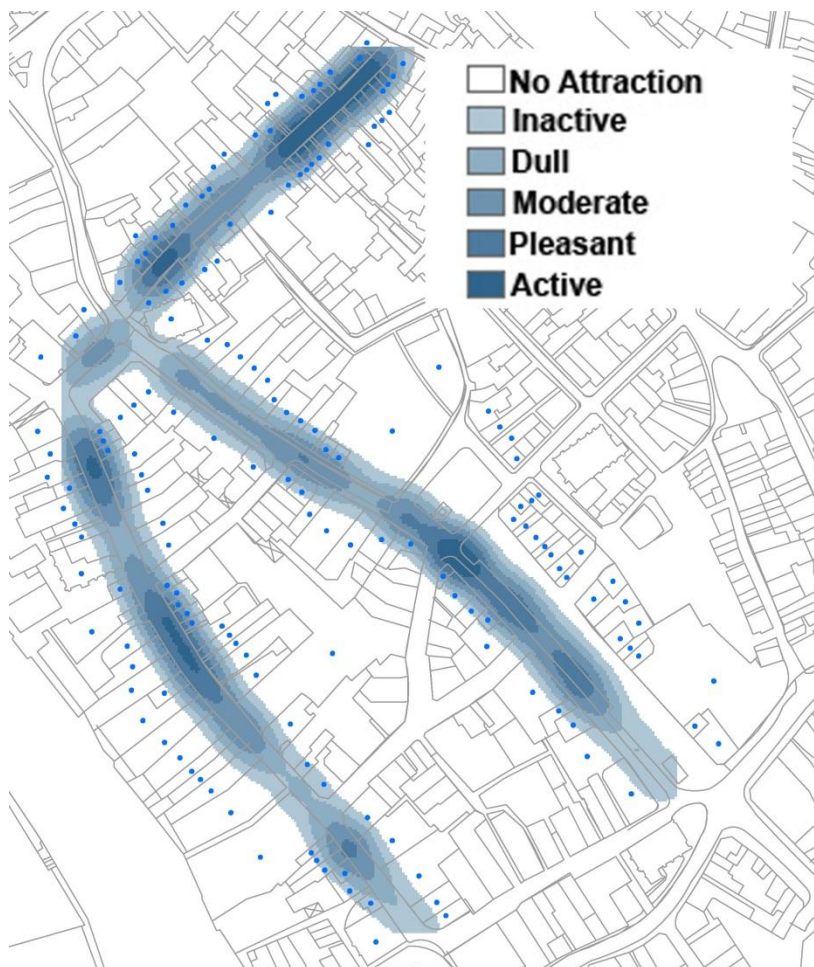 No Attraction
Inactive
Dull
Moderate
Pleasant
Active